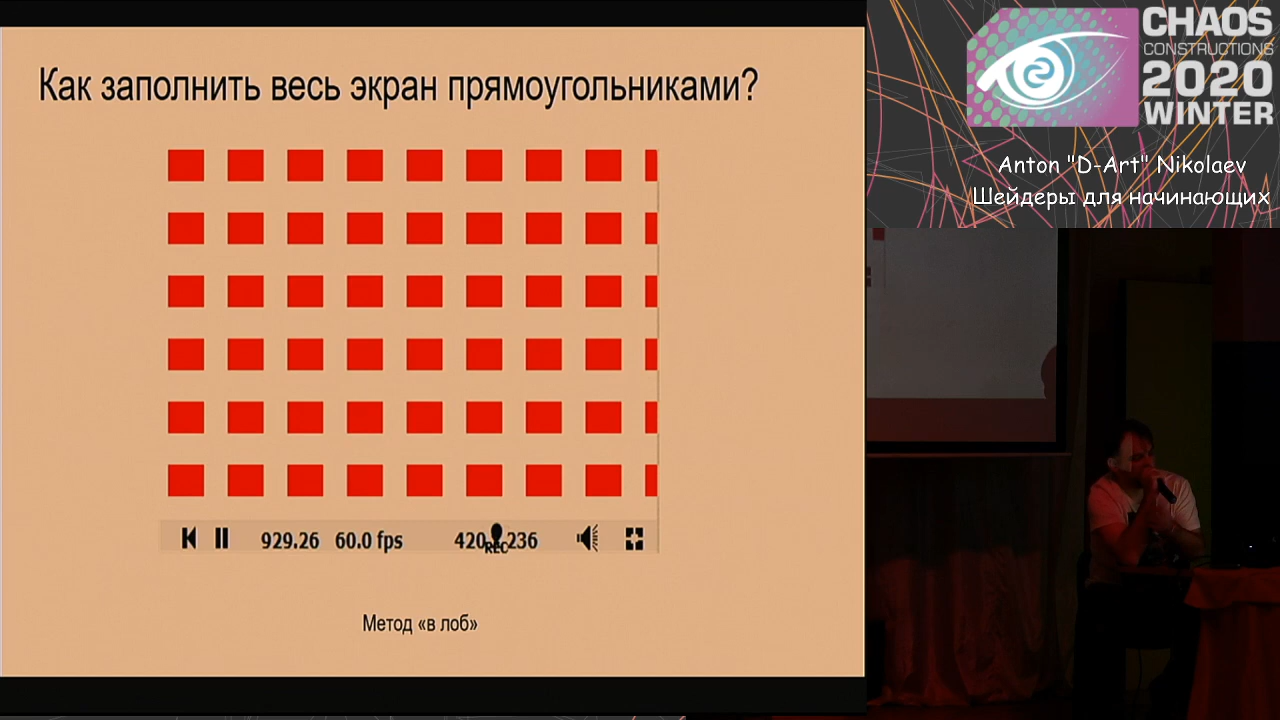 Как заполнить весь экран прямоугольниками?
929.26 60.0 fps 420 236
REC
Метод «в лоб»
CHAOS
CONSTRUCTIONS
2020
WINTER
Anton "D-Art" Nikolaev
Шейдеры для начинающих